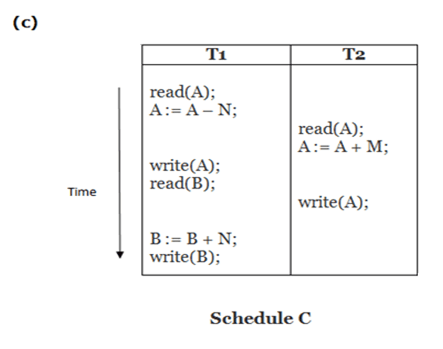 (c)
T1 T2
read(A);
A:= A – N;
read(A);
A:= A + M;
write(A);
read(B);
Time
write(A);
B:= B + N;
write(B);
Schedule C